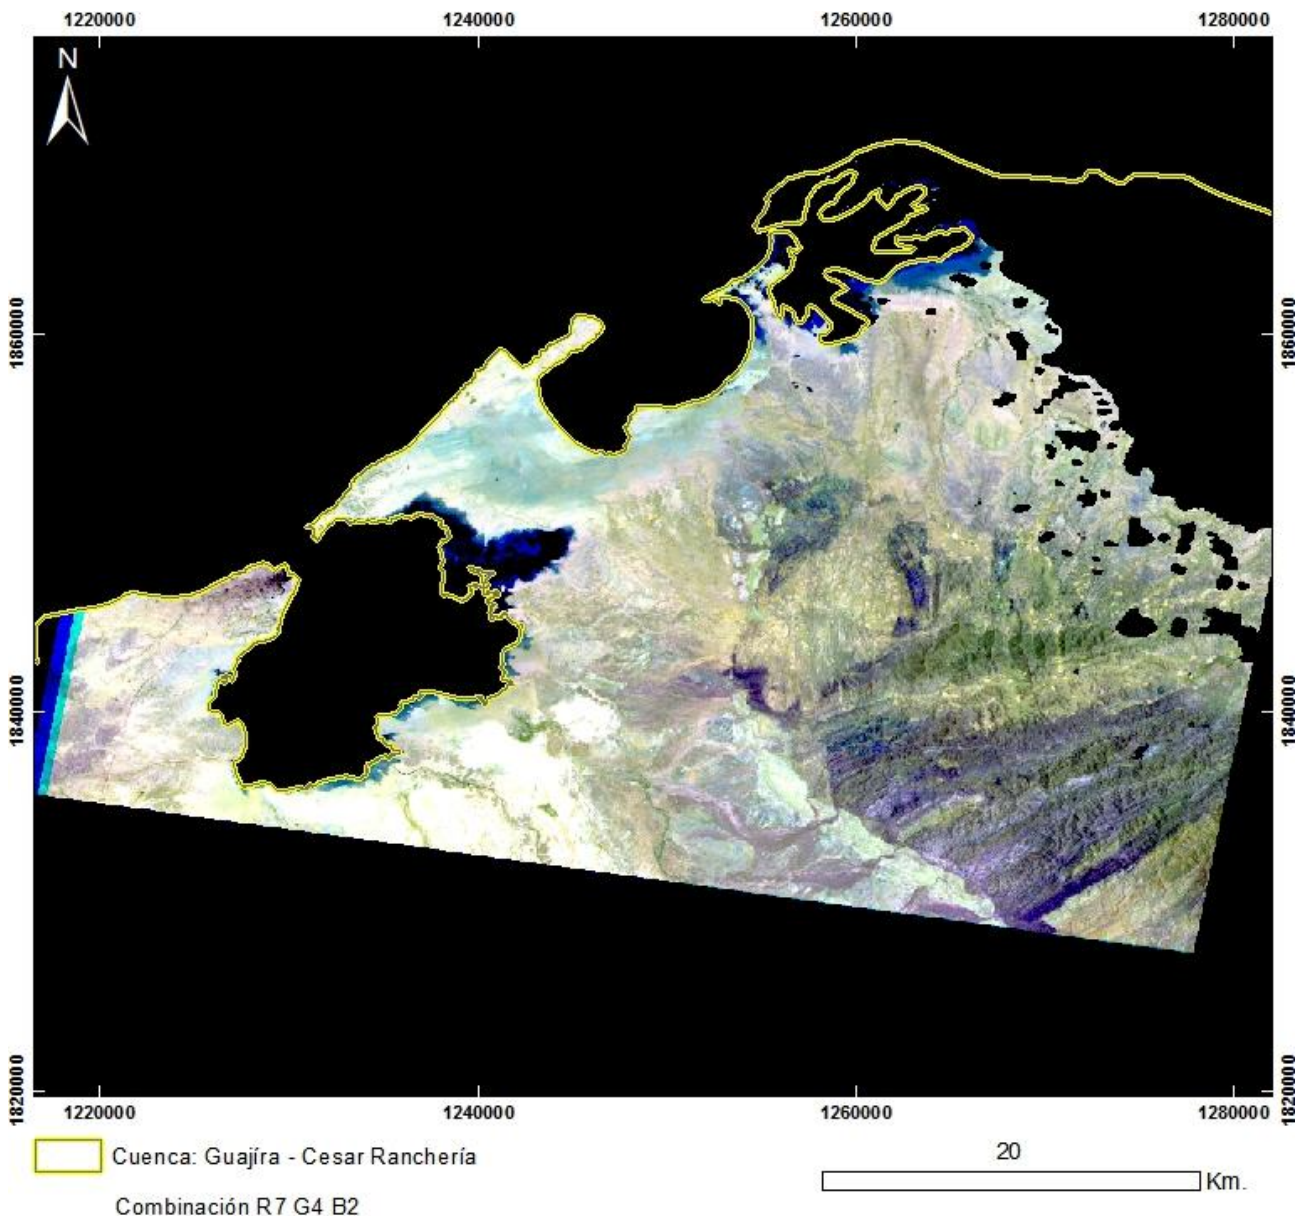 1220000 1240000 1260000 1280000
N
1860000 1860000
1840000 1840000
1820000 1820000
1220000 1240000 1260000 1280000
Cuenca: Guajíra - Cesar Ranchería
20
Km.
Combinación R7 G4 B2